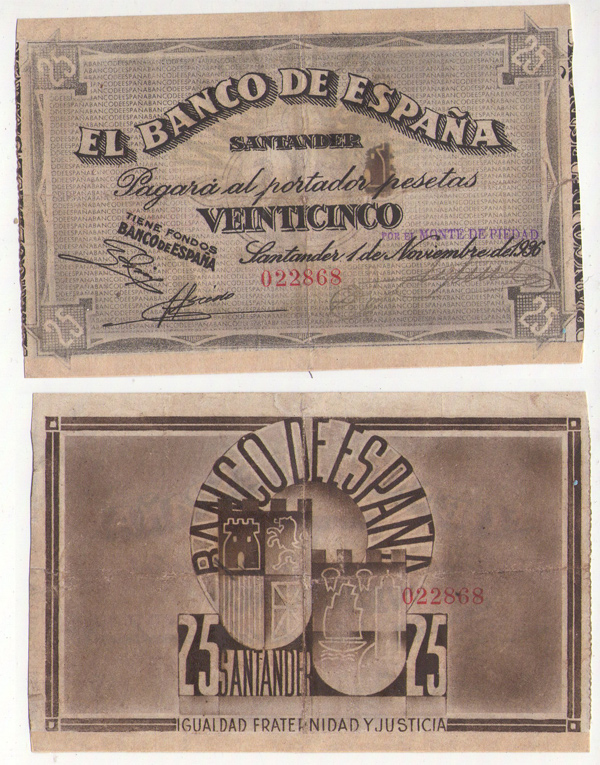 25 25
EL BANCO DE ESPAÑA
SANTANDER
Pagará al portador pesetas
VEINTICINCO
TIENE FONDOS
BANCO DE ESPAÑA
POR EL MONTE DE PIEDAD
Santander 1 de Noviembre de 1936
022868
25 25
BANCO DE ESPAÑA
022868
25 SANTANDER 25
IGUALDAD FRATERNIDAD Y JUSTICIA